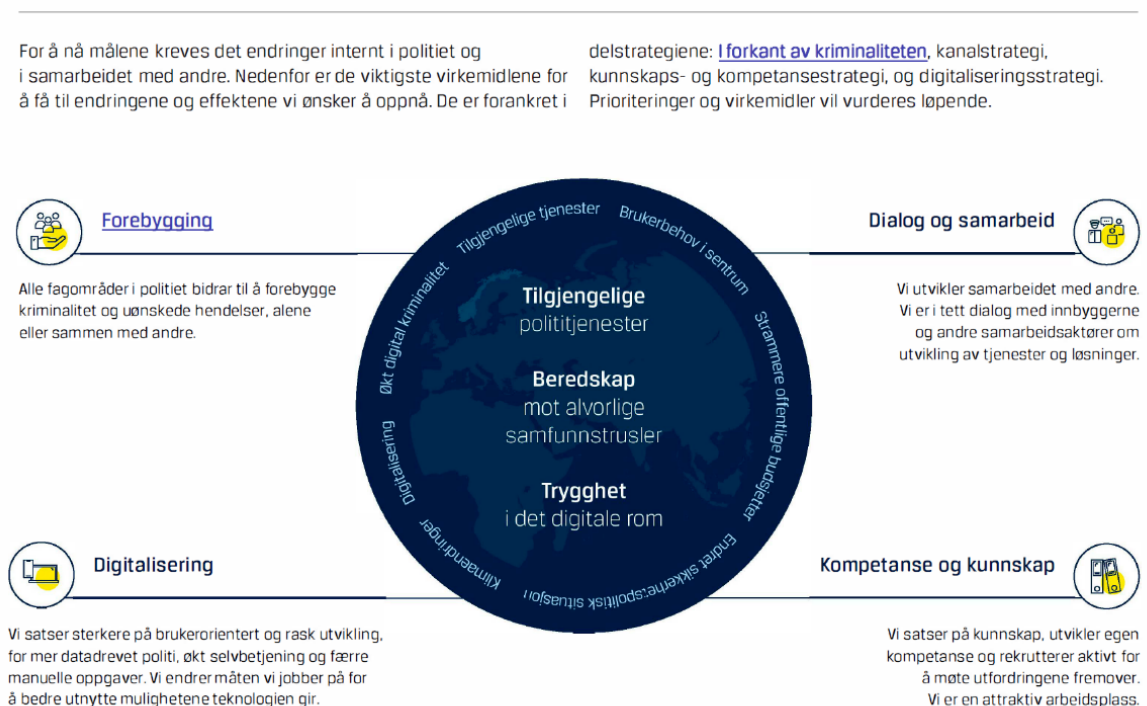 For å nå målene kreves det endringer internt i politiet og
i samarbeidet med andre. Nedenfor er de viktigste virkemidlene for
å få til endringene og effektene vi ønsker å oppnå. De er forankret i
delstrategiene: I forkant av kriminaliteten, kanalstrategi,
kunnskaps- og kompetansestrategi, og digitaliseringsstrategi.
Prioriteringer og virkemidler vil vurderes løpende.
Forebygging
Alle fagområder i politiet bidrar til å forebygge
kriminalitet og uønskede hendelser, alene
eller sammen med andre.
Dialog og samarbeid
Vi utvikler samarbeidet med andre.
Vi er i tett dialog med innbyggerne
og andre samarbeidsaktører om
utvikling av tjenester og løsninger.
Tilgjengelige tjenester
Brukerbehov i sentrum
Strammere offentlige budsjetter
Endret sikkerhetspolitisk situasjon
Klimaendringer
Digitalisering
Økt digital kriminalitet
Tilgjengelige
polititjenester
Beredskap
mot alvorlige
samfunnstrusler
Trygghet
i det digitale rom
Digitalisering
Vi satser sterkere på brukerorientert og rask utvikling,
for mer datadrevet politi, økt selvbetjening og færre
manuelle oppgaver. Vi endrer måten vi jobber på for
å bedre utnytte mulighetene teknologien gir.
Kompetanse og kunnskap
Vi satser på kunnskap, utvikler egen
kompetanse og rekrutterer aktivt for
å møte utfordringene fremover.
Vi er en attraktiv arbeidsplass.